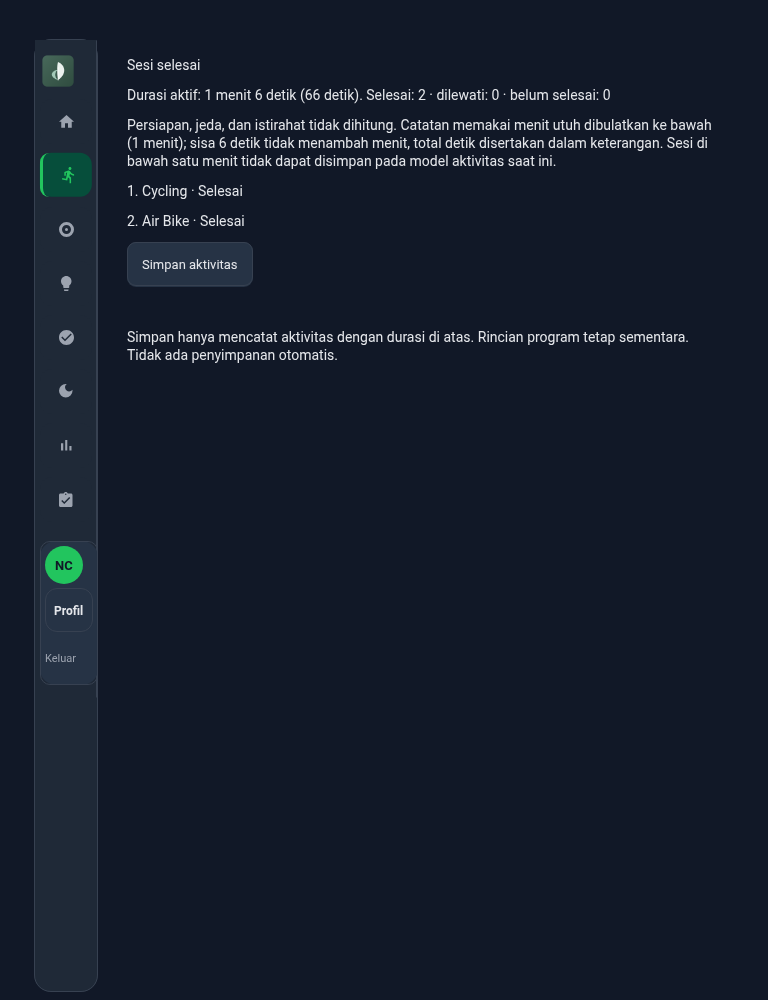 Sesi selesai
Durasi aktif: 1 menit 6 detik (66 detik). Selesai: 2 · dilewati: 0 · belum selesai: 0
Persiapan, jeda, dan istirahat tidak dihitung. Catatan memakai menit utuh dibulatkan ke bawah
(1 menit); sisa 6 detik tidak menambah menit, total detik disertakan dalam keterangan. Sesi di
bawah satu menit tidak dapat disimpan pada model aktivitas saat ini.
1. Cycling · Selesai
2. Air Bike · Selesai
Simpan aktivitas
Simpan hanya mencatat aktivitas dengan durasi di atas. Rincian program tetap sementara.
Tidak ada penyimpanan otomatis.
NC
Profil
Keluar